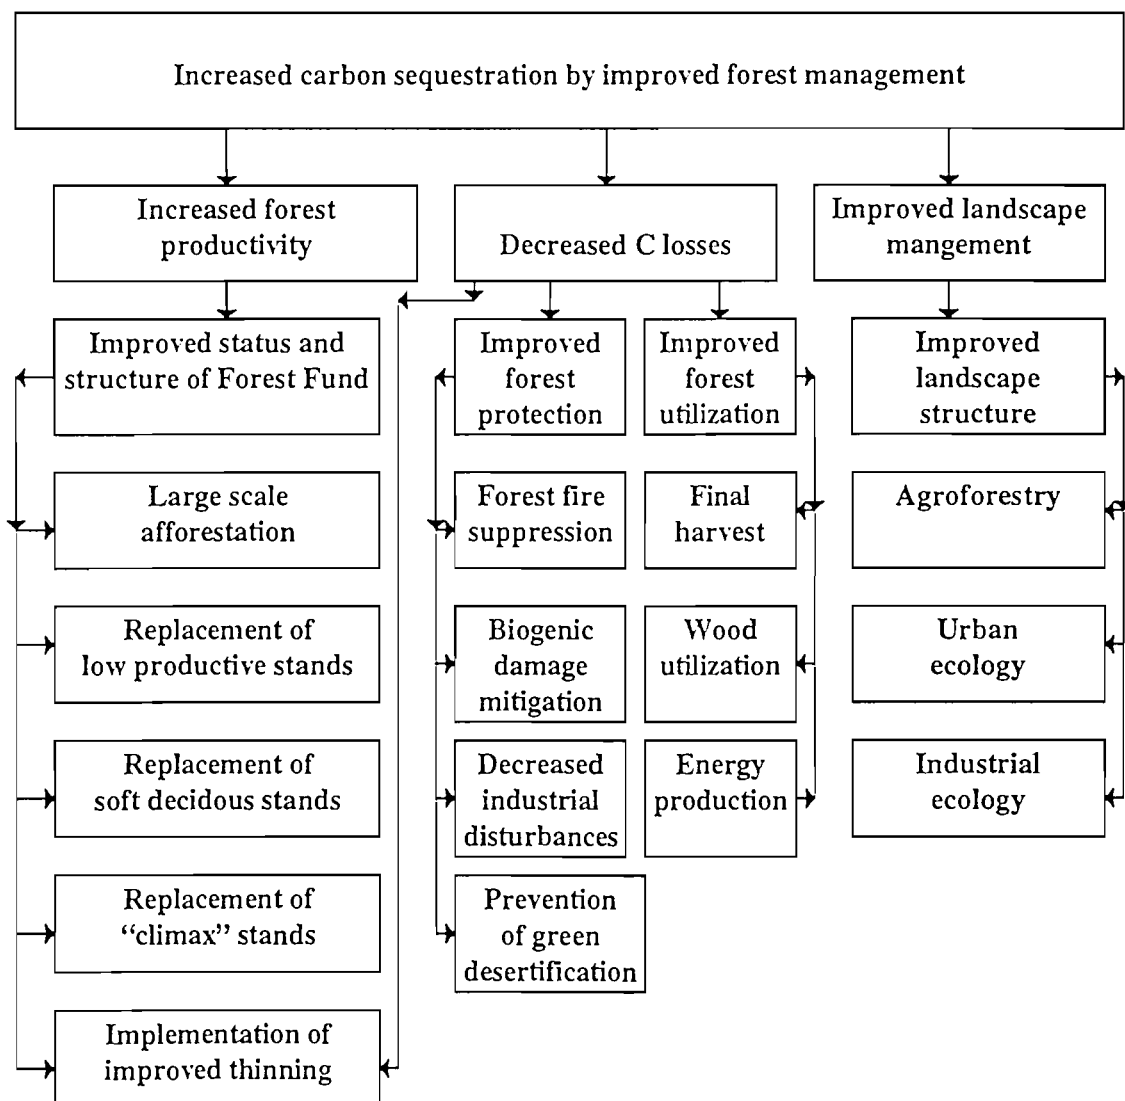 Increased carbon sequestration by improved forest management
Increased forest
productivity
Decreased C losses
Improved landscape
mangement
Improved status and
structure of Forest Fund
Improved
forest
protection
Improved
forest
utilization
Improved
landscape
structure
Large scale
afforestation
Forest fire
suppression
Final
harvest
Agroforestry
Replacement of
low productive stands
Biogenic
damage
mitigation
Wood
utilization
Urban
ecology
Replacement of
soft decidous stands
Decreased
industrial
disturbances
Energy
production
Industrial
ecology
Replacement of
“climax” stands
Prevention
of green
desertification
Implementation of
improved thinning